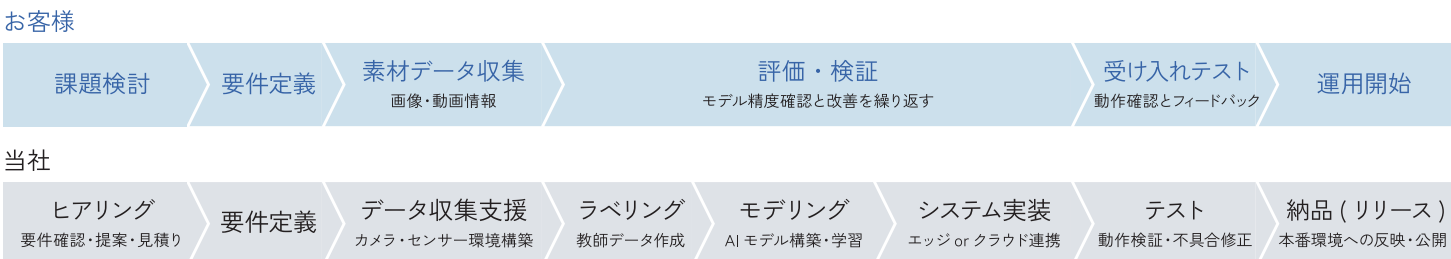 お客様
課題検討
要件定義
素材データ収集
画像・動画情報
評価・検証
モデル精度確認と改善を繰り返す
受け入れテスト
動作確認とフィードバック
運用開始
当社
ヒアリング
要件確認・提案・見積り
要件定義
データ収集支援
カメラ・センサー環境構築
ラベリング
教師データ作成
モデリング
AIモデル構築・学習
システム実装
エッジ or クラウド連携
テスト
動作検証・不具合修正
納品 ( リリース )
本番環境への反映・公開